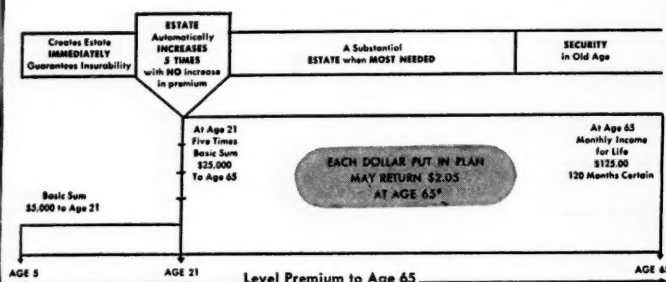 Creates Estate
IMMEDIATELY
Guarantees Insurability
ESTATE
Automatically
INCREASES
5 TIMES
with NO increase
in premium
A Substantial
ESTATE when MOST NEEDED
SECURITY
in Old Age
Basic Sum
$5,000 to Age 21
At Age 21
Five Times
Basic Sum
$25,000
To Age 65
EACH DOLLAR PUT IN PLAN
MAY RETURN $2.05
AT AGE 65*
At Age 65
Monthly Income
for Life
$125.00
120 Months Certain
AGE 5
AGE 21
Level Premium to Age 65
AGE 65